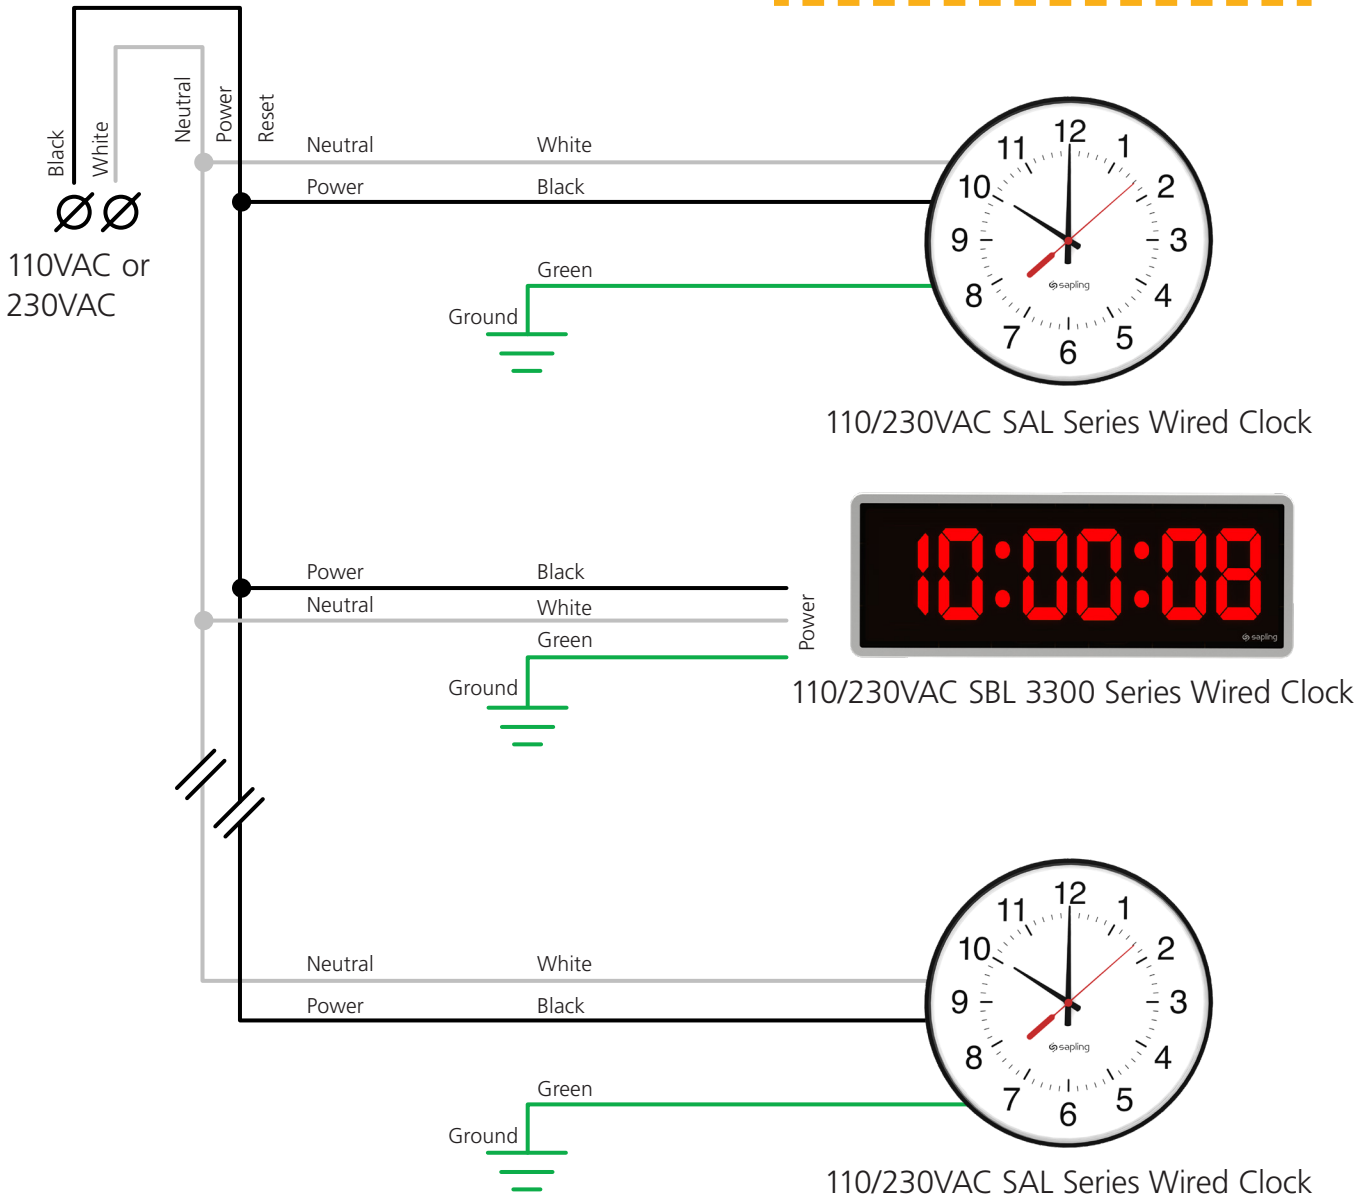 Black
White
Neutral
Power
Reset
110VAC or
230VAC
Neutral White
Power Black
Green
Ground
12
1
2
3
4
5
6
7
8
9
10
11
sapling
110/230VAC SAL Series Wired Clock
Power Black
Neutral White
Green
Ground
Power
10:00:08
sapling
110/230VAC SBL 3300 Series Wired Clock
Neutral White
Power Black
Green
Ground
12
1
2
3
4
5
6
7
8
9
10
11
sapling
110/230VAC SAL Series Wired Clock